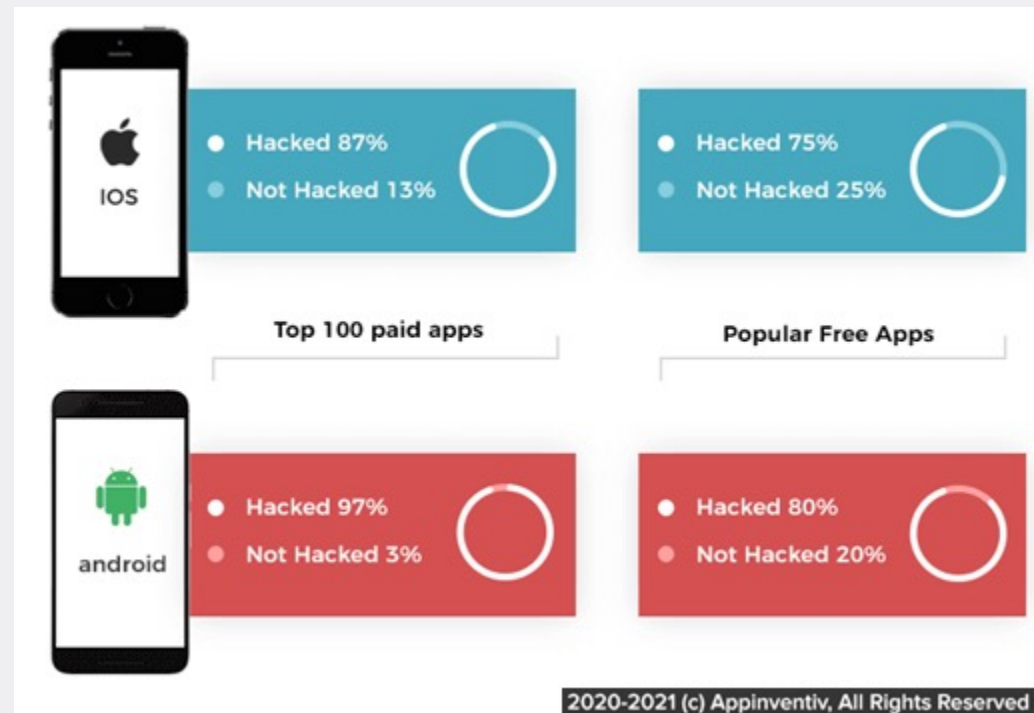 IOS
Hacked 87%
Not Hacked 13%
Hacked 75%
Not Hacked 25%
Top 100 paid apps
Popular Free Apps
android
Hacked 97%
Not Hacked 3%
Hacked 80%
Not Hacked 20%
2020-2021 (c) Appinventiv, All Rights Reserved